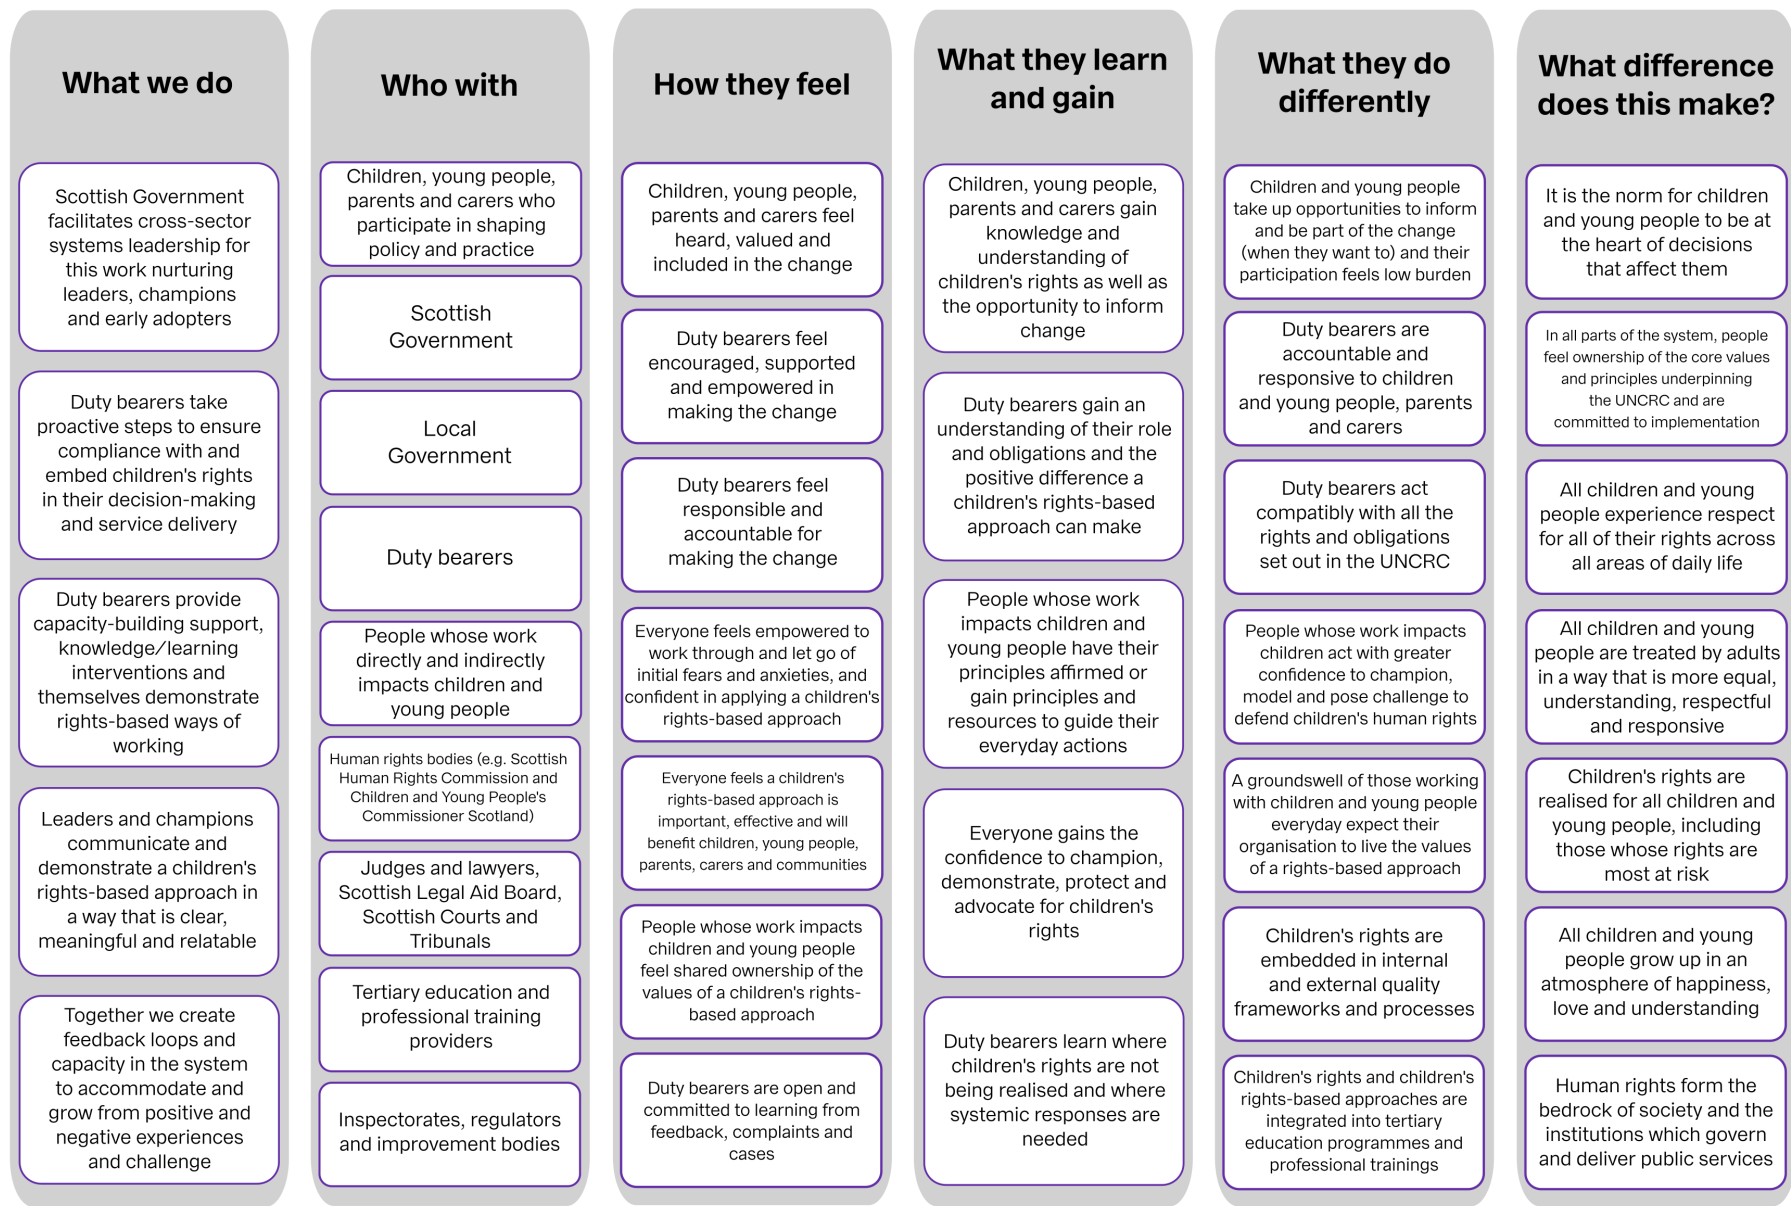 What we do
Scottish Government
facilitates cross-sector
systems leadership for
this work nurturing
leaders, champions
and early adopters
Duty bearers take
proactive steps to ensure
compliance with and
embed children's rights
in their decision-making
and service delivery
Duty bearers provide
capacity-building support,
knowledge/learning
interventions and
themselves demonstrate
rights-based ways of
working
Leaders and champions
communicate and
demonstrate a children's
rights-based approach in
a way that is clear,
meaningful and relatable
Together we create
feedback loops and
capacity in the system
to accommodate and
grow from positive and
negative experiences
and challenge
Who with
Children, young people,
parents and carers who
participate in shaping
policy and practice
Scottish
Government
Local
Government
Duty bearers
People whose work
directly and indirectly
impacts children and
young people
Human rights bodies (e.g. Scottish
Human Rights Commission and
Children and Young People's
Commissioner Scotland)
Judges and lawyers,
Scottish Legal Aid Board,
Scottish Courts and
Tribunals
Tertiary education and
professional training
providers
Inspectorates, regulators
and improvement bodies
How they feel
Children, young people,
parents and carers feel
heard, valued and
included in the change
Duty bearers feel
encouraged, supported
and empowered in
making the change
Duty bearers feel
responsible and
accountable for
making the change
Everyone feels empowered to
work through and let go of
initial fears and anxieties, and
confident in applying a children's
rights-based approach
Everyone feels a children's
rights-based approach is
important, effective and will
benefit children, young people,
parents, carers and communities
People whose work impacts
children and young people
feel shared ownership of the
values of a children's rights-
based approach
Duty bearers are open and
committed to learning from
feedback, complaints and
cases
What they learn
and gain
Children, young people,
parents and carers gain
knowledge and
understanding of
children's rights as well as
the opportunity to inform
change
Duty bearers gain an
understanding of their role
and obligations and the
positive difference a
children's rights-based
approach can make
People whose work
impacts children and
young people have their
principles affirmed or
gain principles and
resources to guide their
everyday actions
Everyone gains the
confidence to champion,
demonstrate, protect and
advocate for children's
rights
Duty bearers learn where
children's rights are not
being realised and where
systemic responses are
needed
What they do
differently
Children and young people
take up opportunities to inform
and be part of the change
(when they want to) and their
participation feels low burden
Duty bearers are
accountable and
responsive to children
and young people, parents
and carers
Duty bearers act
compatibly with all the
rights and obligations
set out in the UNCRC
People whose work impacts
children act with greater
confidence to champion,
model and pose challenge to
defend children's human rights
A groundswell of those working
with children and young people
everyday expect their
organisation to live the values
of a rights-based approach
Children's rights are
embedded in internal
and external quality
frameworks and processes
Children's rights and children's
rights-based approaches are
integrated into tertiary
education programmes and
professional trainings
What difference
does this make?
It is the norm for children
and young people to be at
the heart of decisions
that affect them
In all parts of the system, people
feel ownership of the core values
and principles underpinning
the UNCRC and are
committed to implementation
All children and young
people experience respect
for all of their rights across
all areas of daily life
All children and young
people are treated by adults
in a way that is more equal,
understanding, respectful
and responsive
Children's rights are
realised for all children and
young people, including
those whose rights are
most at risk
All children and young
people grow up in an
atmosphere of happiness,
love and understanding
Human rights form the
bedrock of society and the
institutions which govern
and deliver public services